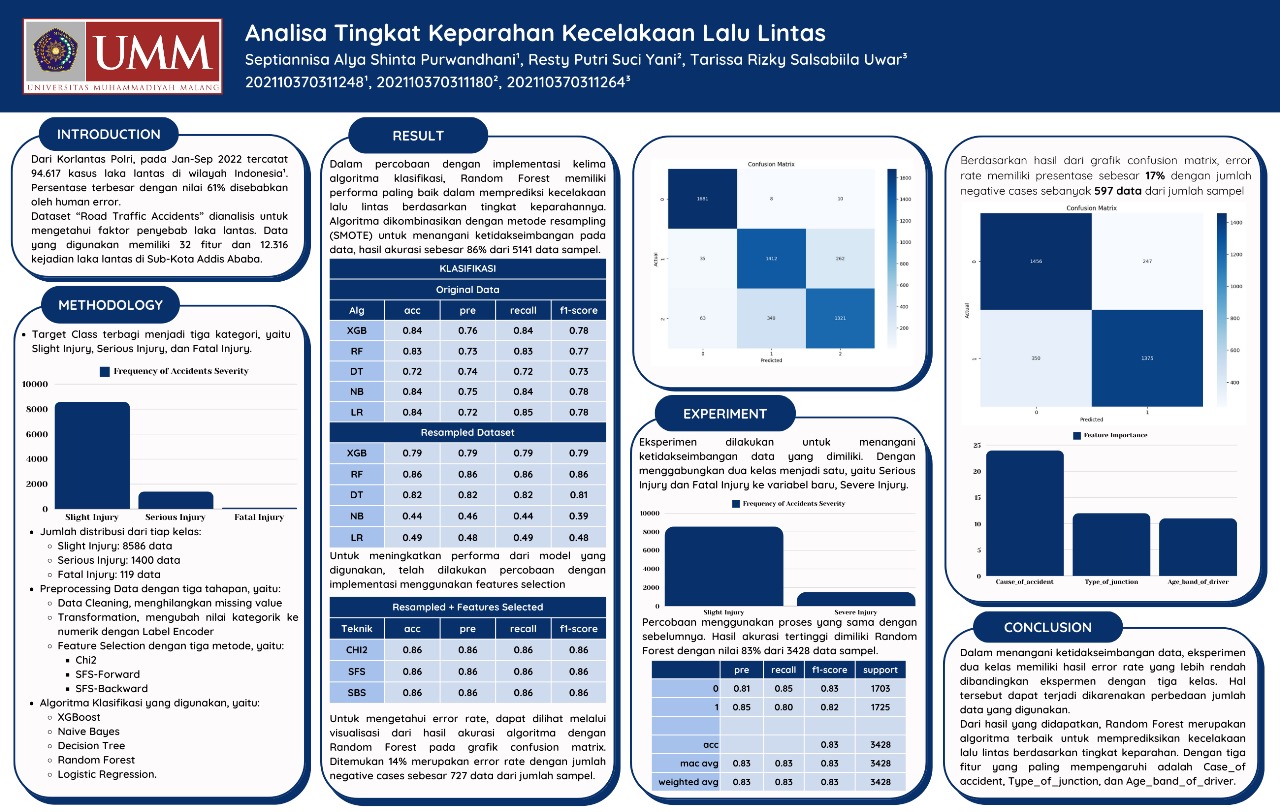 UMM
UNIVERSITAS MUHAMMADIYAH MALANG
Analisa Tingkat Keparahan Kecelakaan Lalu Lintas
Septiannisa Alya Shinta Purwandhani¹, Resty Putri Suci Yani², Tarissa Rizky Salsabiila Uwar³
202110370311248¹, 202110370311180², 202110370311264³
INTRODUCTION
Dari Korlantas Polri, pada Jan-Sep 2022 tercatat
94.617 kasus laka lantas di wilayah Indonesia¹.
Persentase terbesar dengan nilai 61% disebabkan
oleh human error.
Dataset “Road Traffic Accidents” dianalisis untuk
mengetahui faktor penyebab laka lantas. Data
yang digunakan memiliki 32 fitur dan 12.316
kejadian laka lantas di Sub-Kota Addis Ababa.
METHODOLOGY
• Target Class terbagi menjadi tiga kategori, yaitu
Slight Injury, Serious Injury, dan Fatal Injury.
Frequency of Accidents Severity
10000
8000
6000
4000
2000
0
Slight Injury Serious Injury Fatal Injury
• Jumlah distribusi dari tiap kelas:
◦ Slight Injury: 8586 data
◦ Serious Injury: 1400 data
◦ Fatal Injury: 119 data
• Preprocessing Data dengan tiga tahapan, yaitu:
◦ Data Cleaning, menghilangkan missing value
◦ Transformation, mengubah nilai kategorik ke
numerik dengan Label Encoder
◦ Feature Selection dengan tiga metode, yaitu:
▪ Chi2
▪ SFS-Forward
▪ SFS-Backward
• Algoritma Klasifikasi yang digunakan, yaitu:
◦ XGBoost
◦ Naive Bayes
◦ Decision Tree
◦ Random Forest
◦ Logistic Regression.
RESULT
Dalam percobaan dengan implementasi kelima
algoritma klasifikasi, Random Forest memiliki
performa paling baik dalam memprediksi kecelakaan
lalu lintas berdasarkan tingkat keparahannya.
Algoritma dikombinasikan dengan metode resampling
(SMOTE) untuk menangani ketidakseimbangan pada
data, hasil akurasi sebesar 86% dari 5141 data sampel.
KLASIFIKASI
Original Data
Alg acc pre recall f1-score
XGB 0.84 0.76 0.84 0.78
RF 0.83 0.73 0.83 0.77
DT 0.72 0.74 0.72 0.73
NB 0.84 0.75 0.84 0.78
LR 0.84 0.72 0.85 0.78
Resampled Dataset
XGB 0.79 0.79 0.79 0.79
RF 0.86 0.86 0.86 0.86
DT 0.82 0.82 0.82 0.81
NB 0.44 0.46 0.44 0.39
LR 0.49 0.48 0.49 0.48
Untuk meningkatkan performa dari model yang
digunakan, telah dilakukan percobaan dengan
implementasi menggunakan features selection
Resampled + Features Selected
Teknik acc pre recall f1-score
CHI2 0.86 0.86 0.86 0.86
SFS 0.86 0.86 0.86 0.86
SBS 0.86 0.86 0.86 0.86
Untuk mengetahui error rate, dapat dilihat melalui
visualisasi dari hasil akurasi algoritma dengan
Random Forest pada grafik confusion matrix.
Ditemukan 14% merupakan error rate dengan jumlah
negative cases sebesar 727 data dari jumlah sampel.
Confusion Matrix
1681 8 10
35 1412 262
63 349 1321
0 1 2
Predicted
Actual
0
1
2
1600
1400
1200
1000
800
600
400
200
EXPERIMENT
Eksperimen dilakukan untuk menangani
ketidakseimbangan data yang dimiliki. Dengan
menggabungkan dua kelas menjadi satu, yaitu Serious
Injury dan Fatal Injury ke variabel baru, Severe Injury.
Frequency of Accidents Severity
10000
8000
6000
4000
2000
0
Slight Injury Severe Injury
Percobaan menggunakan proses yang sama dengan
sebelumnya. Hasil akurasi tertinggi dimiliki Random
Forest dengan nilai 83% dari 3428 data sampel.
pre recall f1-score support
0 0.81 0.85 0.83 1703
1 0.85 0.80 0.82 1725
acc 0.83 3428
mac avg 0.83 0.83 0.83 3428
weighted avg 0.83 0.83 0.83 3428
Berdasarkan hasil dari grafik confusion matrix, error
rate memiliki presentase sebesar 17% dengan jumlah
negative cases sebanyak 597 data dari jumlah sampel
Confusion Matrix
1456 247
350 1375
0 1
Predicted
Actual
0
1
1400
1200
1000
800
600
400
Feature Importance
25
20
15
10
5
0
Cause_of_accident Type_of_junction Age_band_of_driver
CONCLUSION
Dalam menangani ketidakseimbangan data, eksperimen
dua kelas memiliki hasil error rate yang lebih rendah
dibandingkan ekspermen dengan tiga kelas. Hal
tersebut dapat terjadi dikarenakan perbedaan jumlah
data yang digunakan.
Dari hasil yang didapatkan, Random Forest merupakan
algoritma terbaik untuk memprediksikan kecelakaan
lalu lintas berdasarkan tingkat keparahan. Dengan tiga
fitur yang paling mempengaruhi adalah Case_of
accident, Type_of_junction, dan Age_band_of_driver.